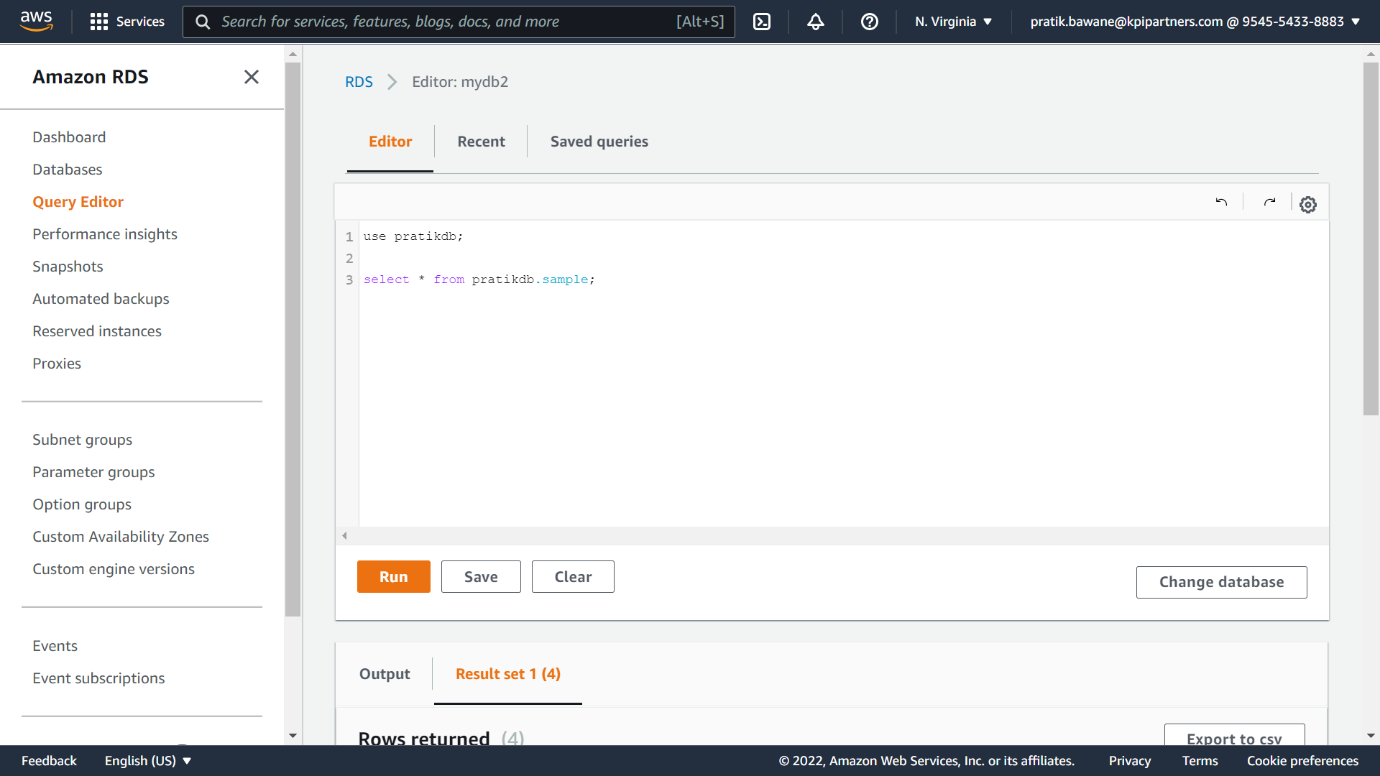 aws
Services
Search for services, features, blogs, docs, and more
[Alt+S]
N. Virginia
pratik.bawane@kpipartners.com @ 9545-5433-8883
Amazon RDS
Dashboard
Databases
Query Editor
Performance insights
Snapshots
Automated backups
Reserved instances
Proxies
Subnet groups
Parameter groups
Option groups
Custom Availability Zones
Custom engine versions
Events
Event subscriptions
RDS
Editor: mydb2
Editor
Recent
Saved queries
1 use pratikdb;
2
3 select * from pratikdb.sample;
Run
Save
Clear
Change database
Output
Result set 1 (4)
Rows returned (4)
Export to csv
Feedback
English (US)
© 2022, Amazon Web Services, Inc. or its affiliates.
Privacy
Terms
Cookie preferences